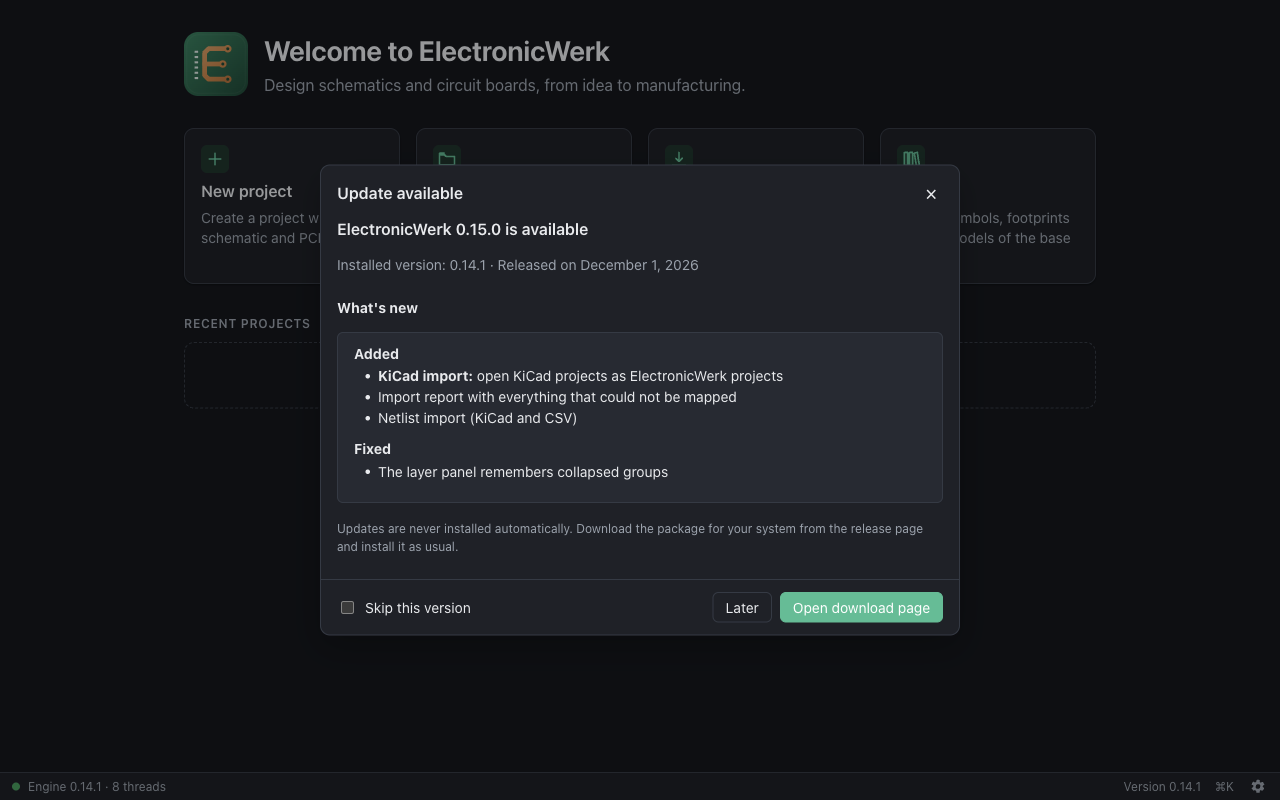 Welcome to ElectronicWerk
Design schematics and circuit boards, from idea to manufacturing.
New project
Create a project w
schematic and PC
mbols, footprints
odels of the base
RECENT PROJECTS
Update available
ElectronicWerk 0.15.0 is available
Installed version: 0.14.1 · Released on December 1, 2026
What's new
Added
• KiCad import: open KiCad projects as ElectronicWerk projects
• Import report with everything that could not be mapped
• Netlist import (KiCad and CSV)
Fixed
• The layer panel remembers collapsed groups
Updates are never installed automatically. Download the package for your system from the release page
and install it as usual.
Skip this version
Later
Open download page
Engine 0.14.1 · 8 threads
Version 0.14.1
⌘K